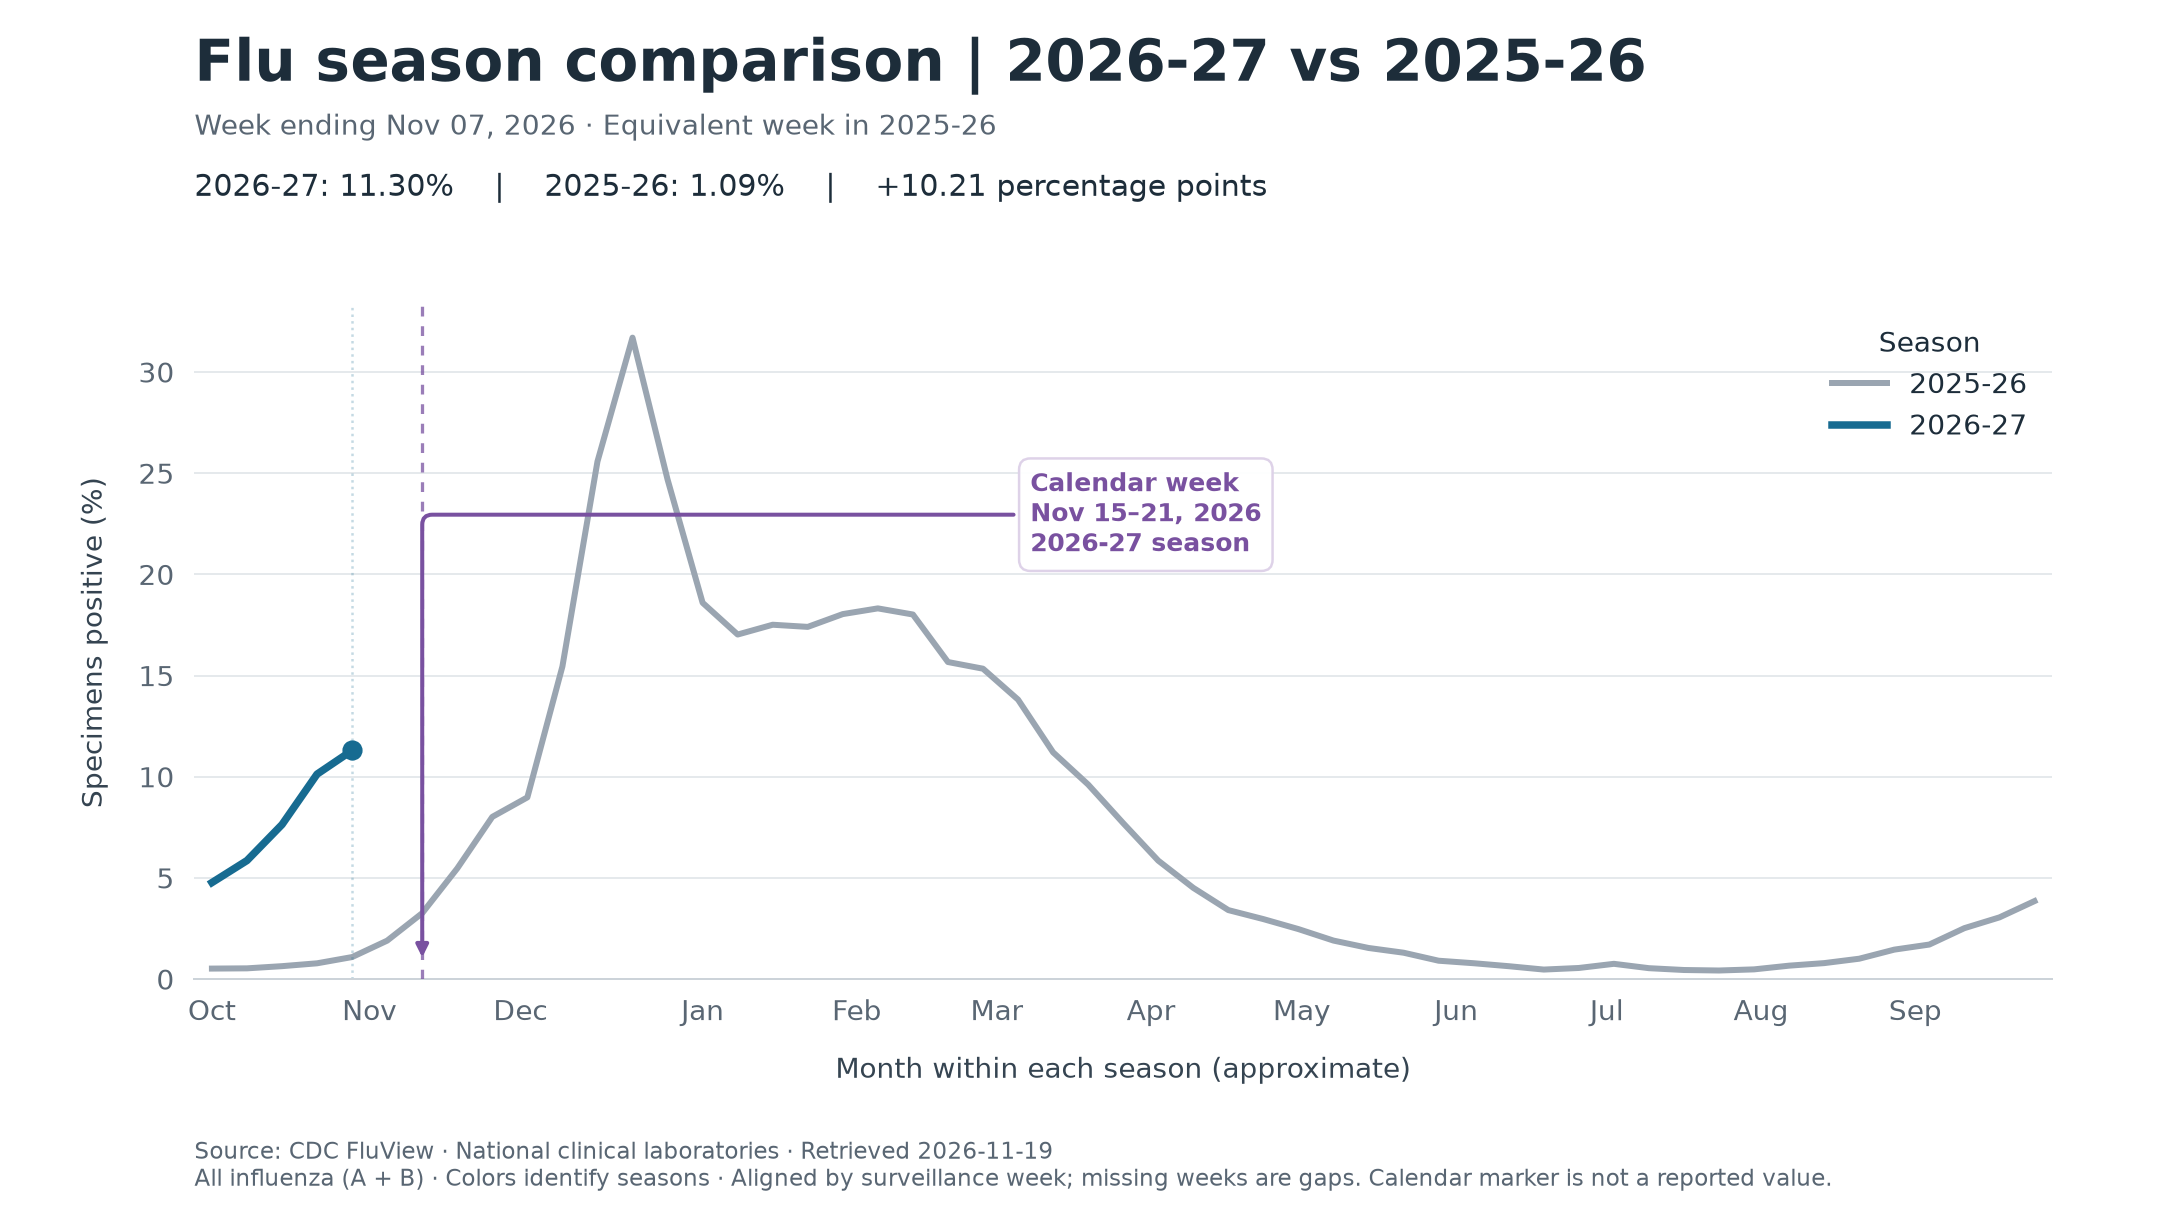 Flu season comparison | 2026-27 vs 2025-26
Week ending Nov 07, 2026 · Equivalent week in 2025-26
2026-27: 11.30% | 2025-26: 1.09% | +10.21 percentage points
Season
2025-26
2026-27
Calendar week
Nov 15–21, 2026
2026-27 season
Specimens positive (%)
30
25
20
15
10
5
0
Oct Nov Dec Jan Feb Mar Apr May Jun Jul Aug Sep
Month within each season (approximate)
Source: CDC FluView · National clinical laboratories · Retrieved 2026-11-19
All influenza (A + B) · Colors identify seasons · Aligned by surveillance week; missing weeks are gaps. Calendar marker is not a reported value.